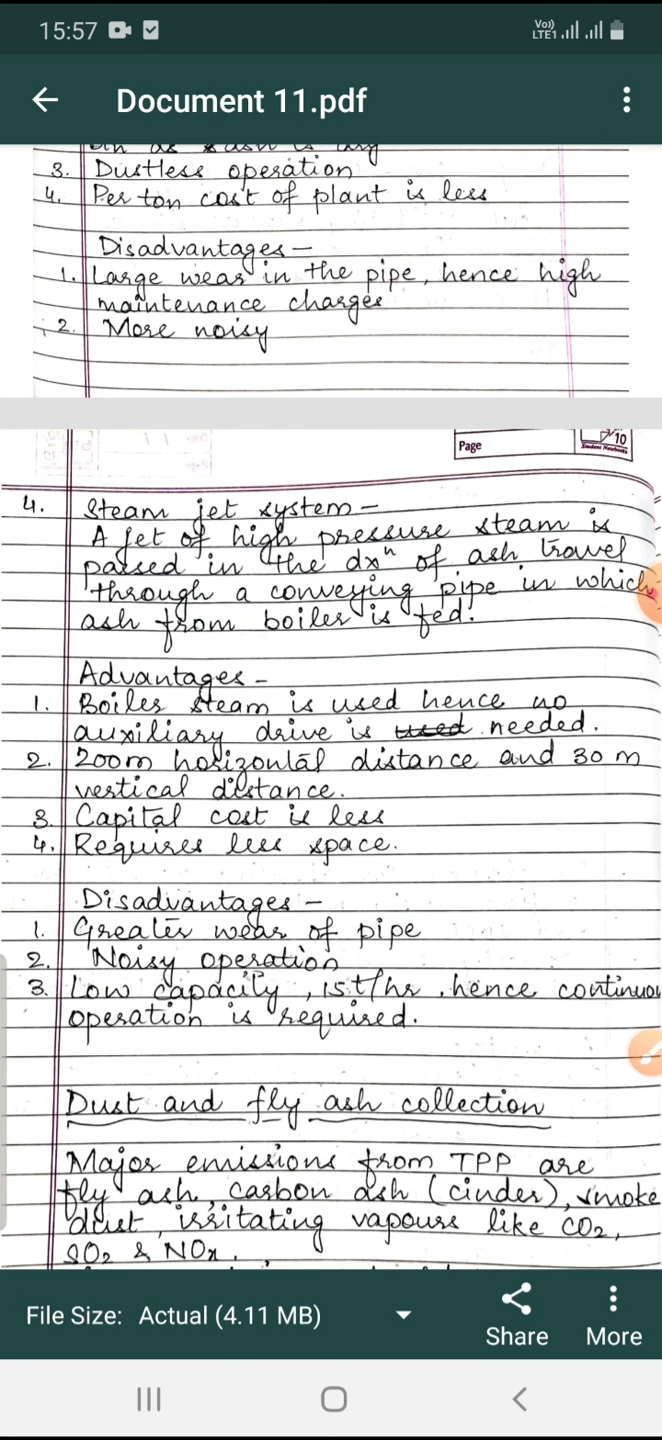 15:57
Vo))
LTE1
Document 11.pdf
3. Dustless operation
4. Per ton cost of plant is less
Disadvantages –
1. Large wear in the pipe, hence high
maintenance charges
2. More noisy
Page
/10
4. Steam jet system –
A jet of high pressure steam is
passed in the dxⁿ of ash travel
through a conveying pipe in which
ash from boiler is fed.
Advantages –
1. Boiler steam is used hence no
auxiliary drive is used needed.
2. 200m horizontal distance and 30 m
vertical distance.
3. Capital cost is less
4. Requires less space.
Disadvantages –
1. Greater wear of pipe
2. Noisy operation
3. Low capacity, 15t/hr, hence continuou
operation is required.
Dust and fly ash collection
Major emissions from TPP are
fly ash, carbon ash (cinder), smoke
dust, irritating vapours like CO2,
SO2 & NOx.
File Size: Actual (4.11 MB)
Share
More